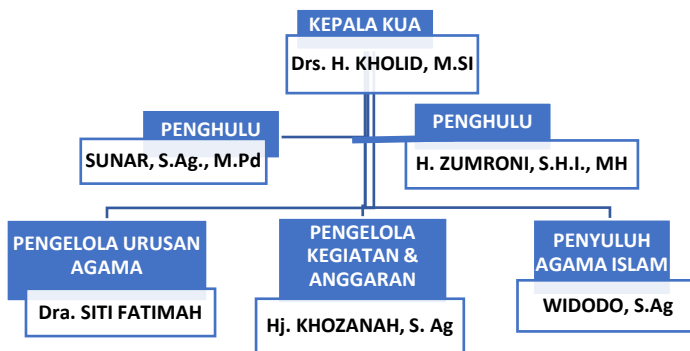 KEPALA KUA
Drs. H. KHOLID, M.SI
PENGHULU
SUNAR, S.Ag., M.Pd
PENGHULU
H. ZUMRONI, S.H.I., MH
PENGELOLA URUSAN
AGAMA
Dra. SITI FATIMAH
PENGELOLA
KEGIATAN &
ANGGARAN
Hj. KHOZANAH, S. Ag
PENYULUH
AGAMA ISLAM
WIDODO, S.Ag